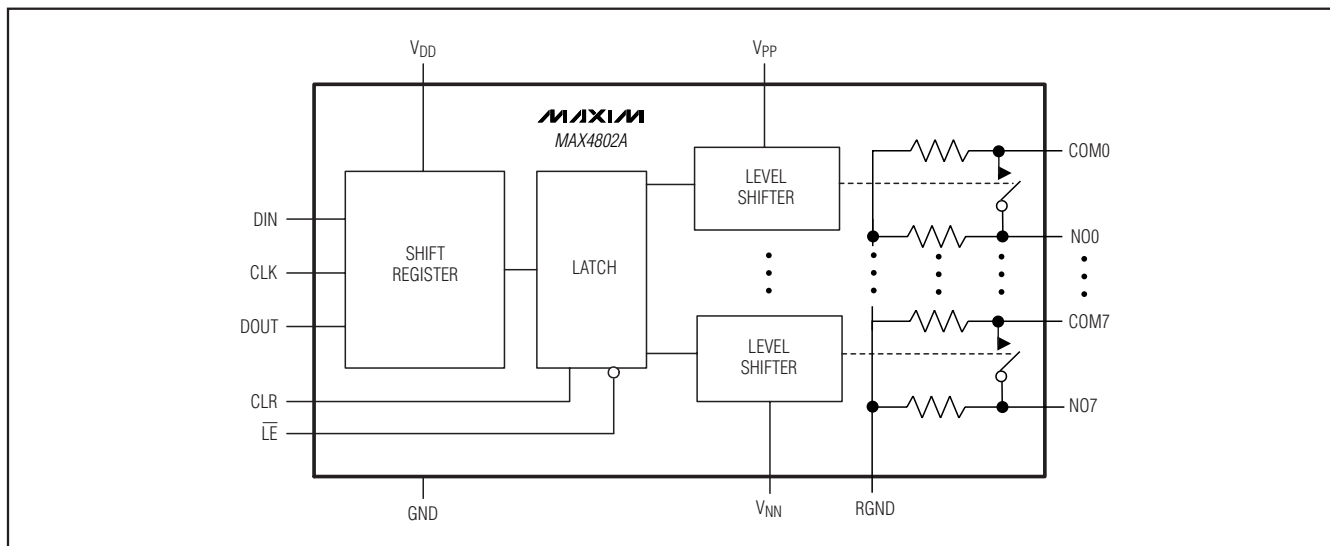 VDD
VPP
MAXIM
MAX4802A
COM0
LEVEL
SHIFTER
DIN
NO0
SHIFT
REGISTER
LATCH
CLK
DOUT
COM7
LEVEL
SHIFTER
CLR
NO7
LE
GND
VNN
RGND